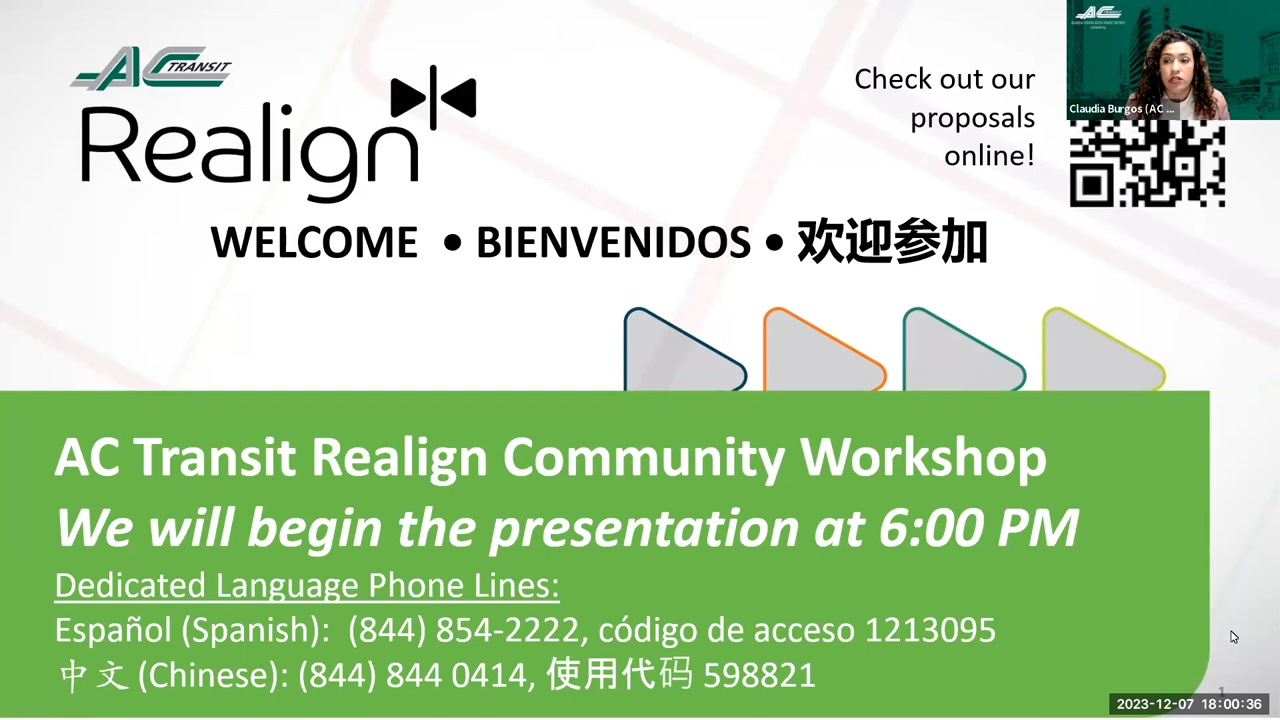 AC TRANSIT
Realign
Check out our
proposals
online!
AC TRANSIT
Claudia Burgos (AC ...
WELCOME • BIENVENIDOS • 欢迎参加
AC Transit Realign Community Workshop
We will begin the presentation at 6:00 PM
Dedicated Language Phone Lines:
Español (Spanish): (844) 854-2222, código de acceso 1213095
中文 (Chinese): (844) 844 0414, 使用代码 598821
1
2023-12-07 18:00:36